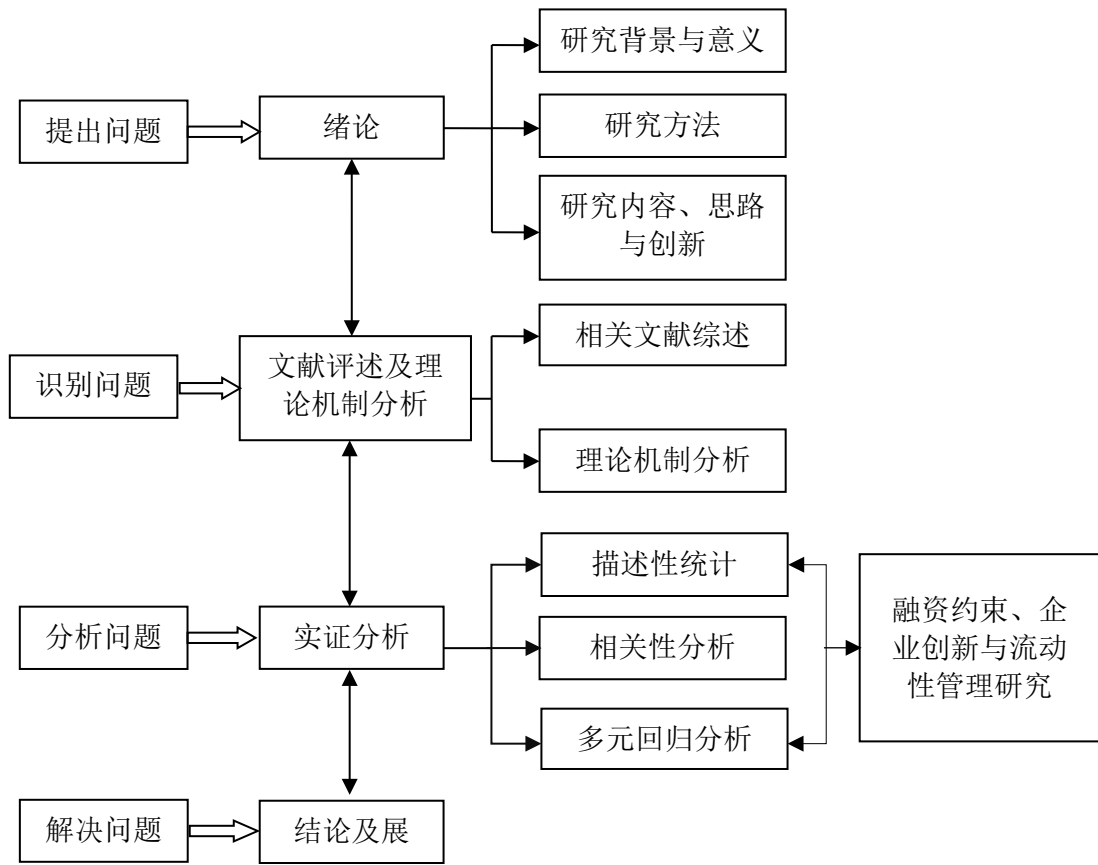 研究背景与意义
提出问题
绪论
研究方法
研究内容、思路
与创新
相关文献综述
识别问题
文献评述及理
论机制分析
理论机制分析
描述性统计
分析问题
实证分析
相关性分析
融资约束、企
业创新与流动
性管理研究
多元回归分析
解决问题
结论及展